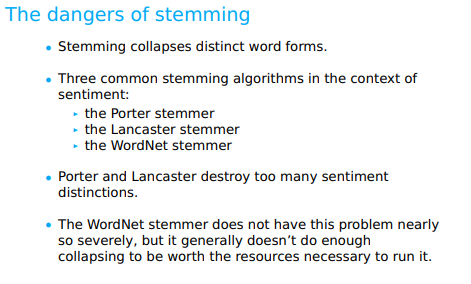 The dangers of stemming
• Stemming collapses distinct word forms.
• Three common stemming algorithms in the context of
sentiment:
▸ the Porter stemmer
▸ the Lancaster stemmer
▸ the WordNet stemmer
• Porter and Lancaster destroy too many sentiment
distinctions.
• The WordNet stemmer does not have this problem nearly
so severely, but it generally doesn’t do enough
collapsing to be worth the resources necessary to run it.